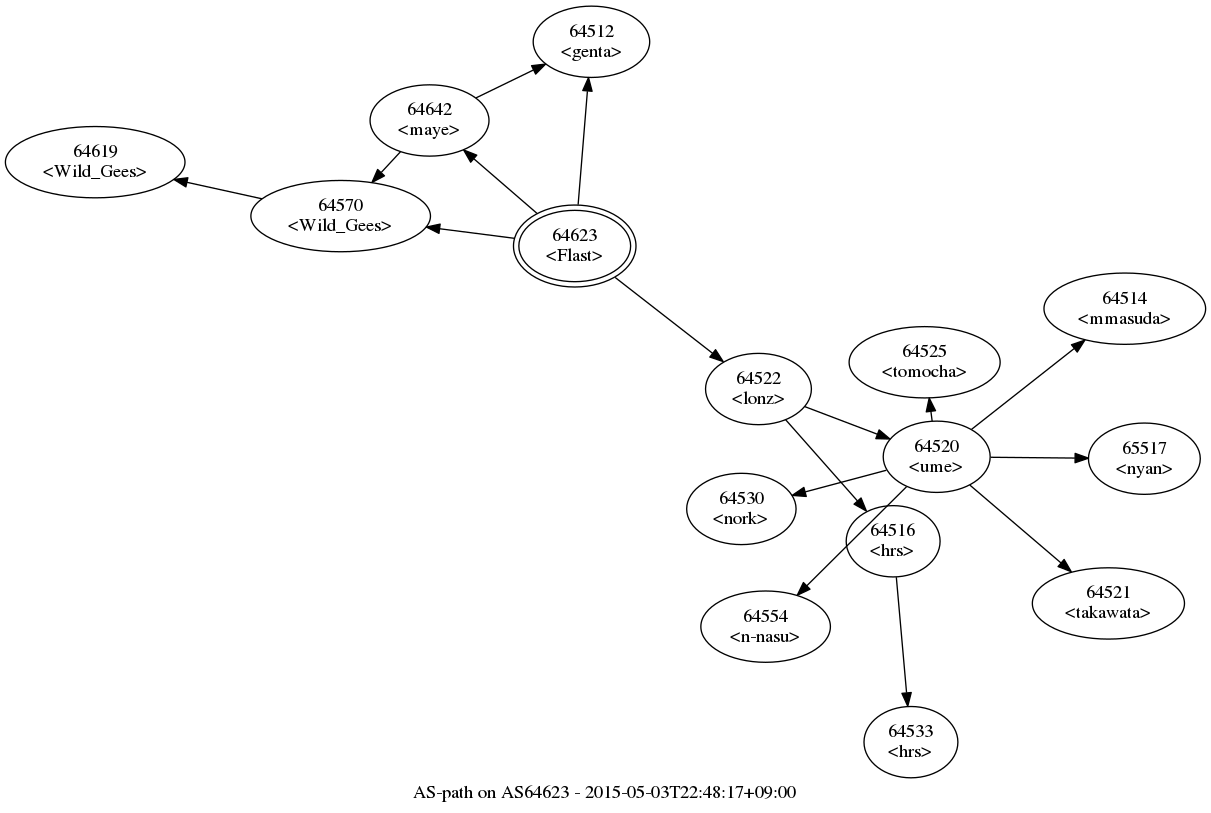 64512
<genta>
64642
<maye>
64619
<Wild_Gees>
64570
<Wild_Gees>
64623
<Flast>
64514
<mmasuda>
64525
<tomocha>
64522
<lonz>
64520
<ume>
65517
<nyan>
64530
<nork>
64516
<hrs>
64521
<takawata>
64554
<n-nasu>
64533
<hrs>
AS-path on AS64623 - 2015-05-03T22:48:17+09:00